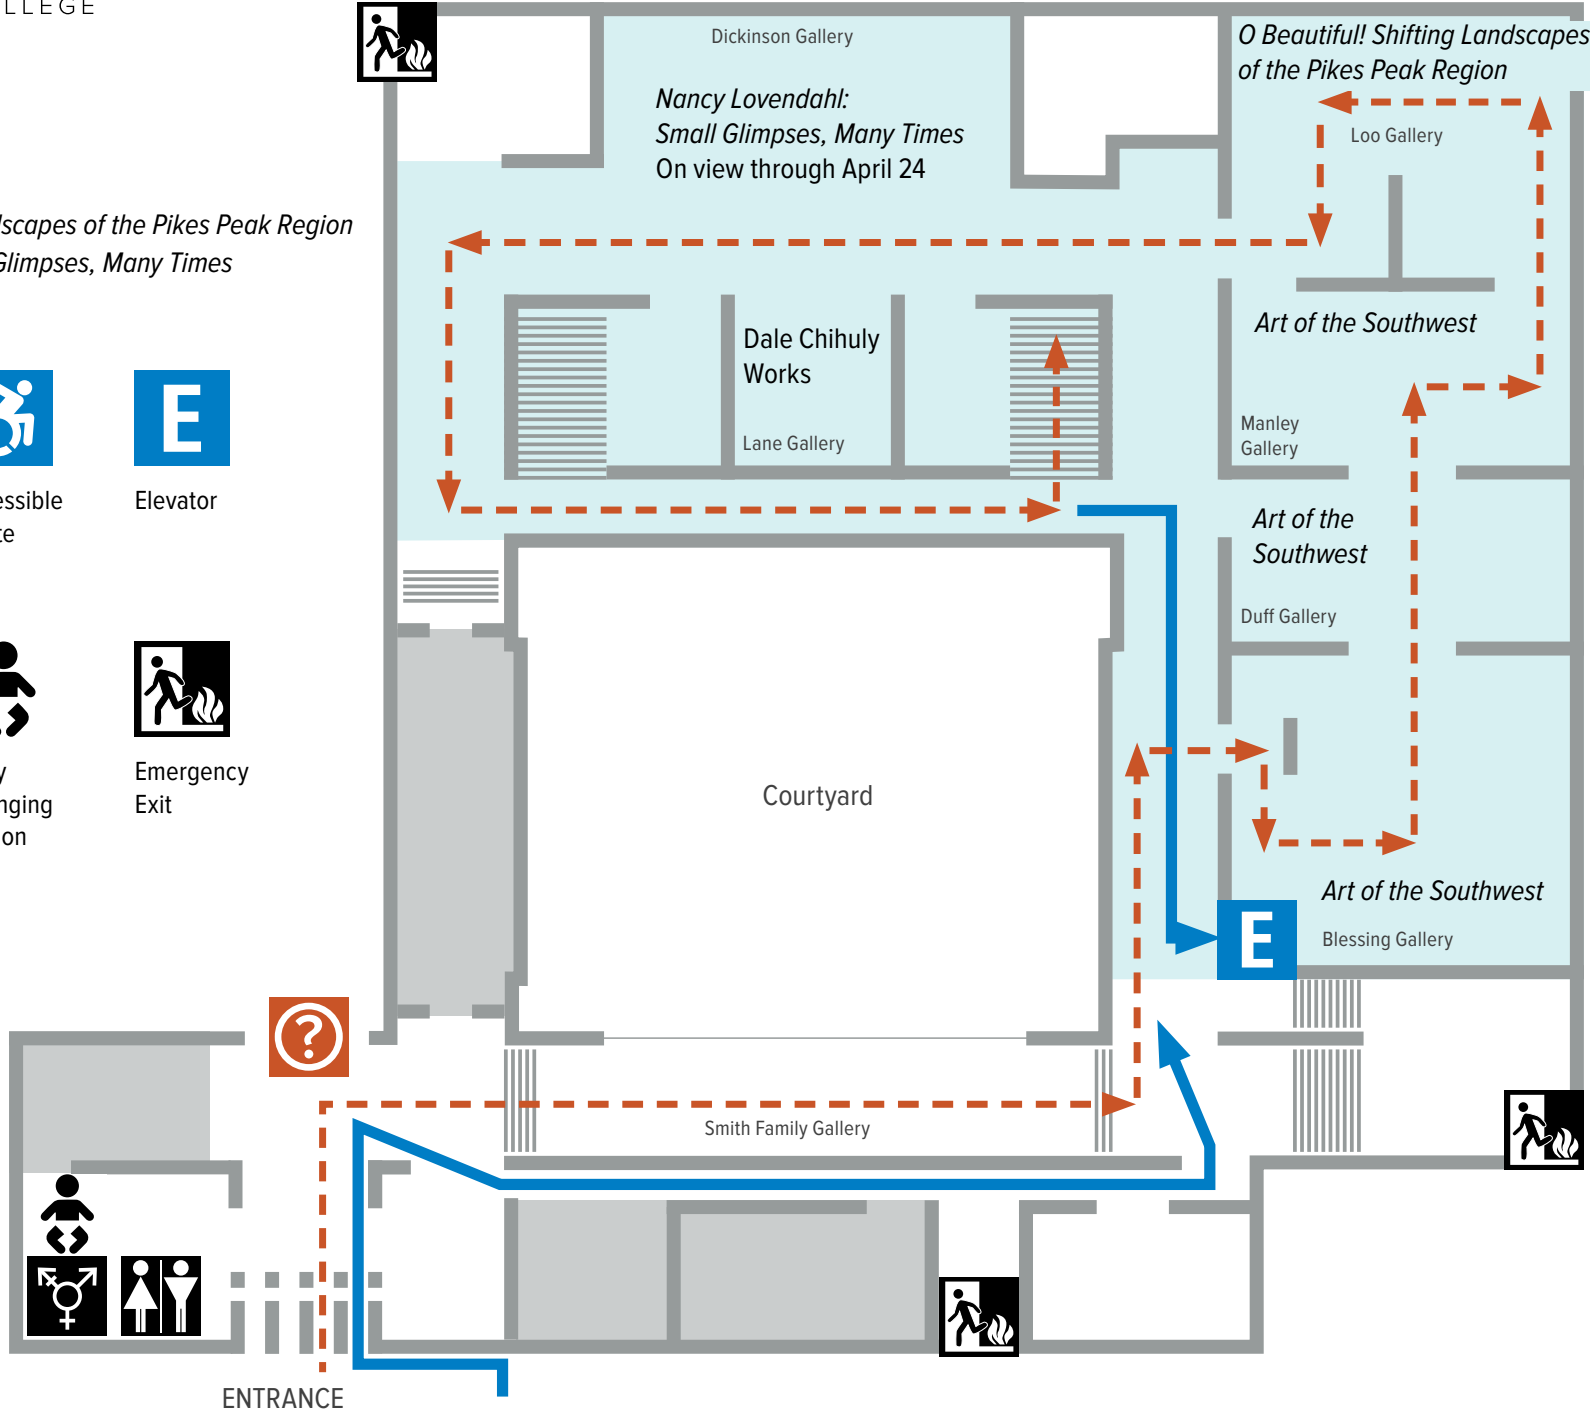 LLEGE
Dickinson Gallery
Nancy Lovendahl:
Small Glimpses, Many Times
On view through April 24
O Beautiful! Shifting Landscapes
of the Pikes Peak Region
Loo Gallery
dscapes of the Pikes Peak Region
Glimpses, Many Times
Art of the Southwest
Dale Chihuly
Works
Lane Gallery
Manley
Gallery
E
essible
te
Elevator
Art of the
Southwest
Duff Gallery
y
nging
on
Emergency
Exit
Courtyard
Art of the Southwest
Blessing Gallery
E
?
Smith Family Gallery
ENTRANCE